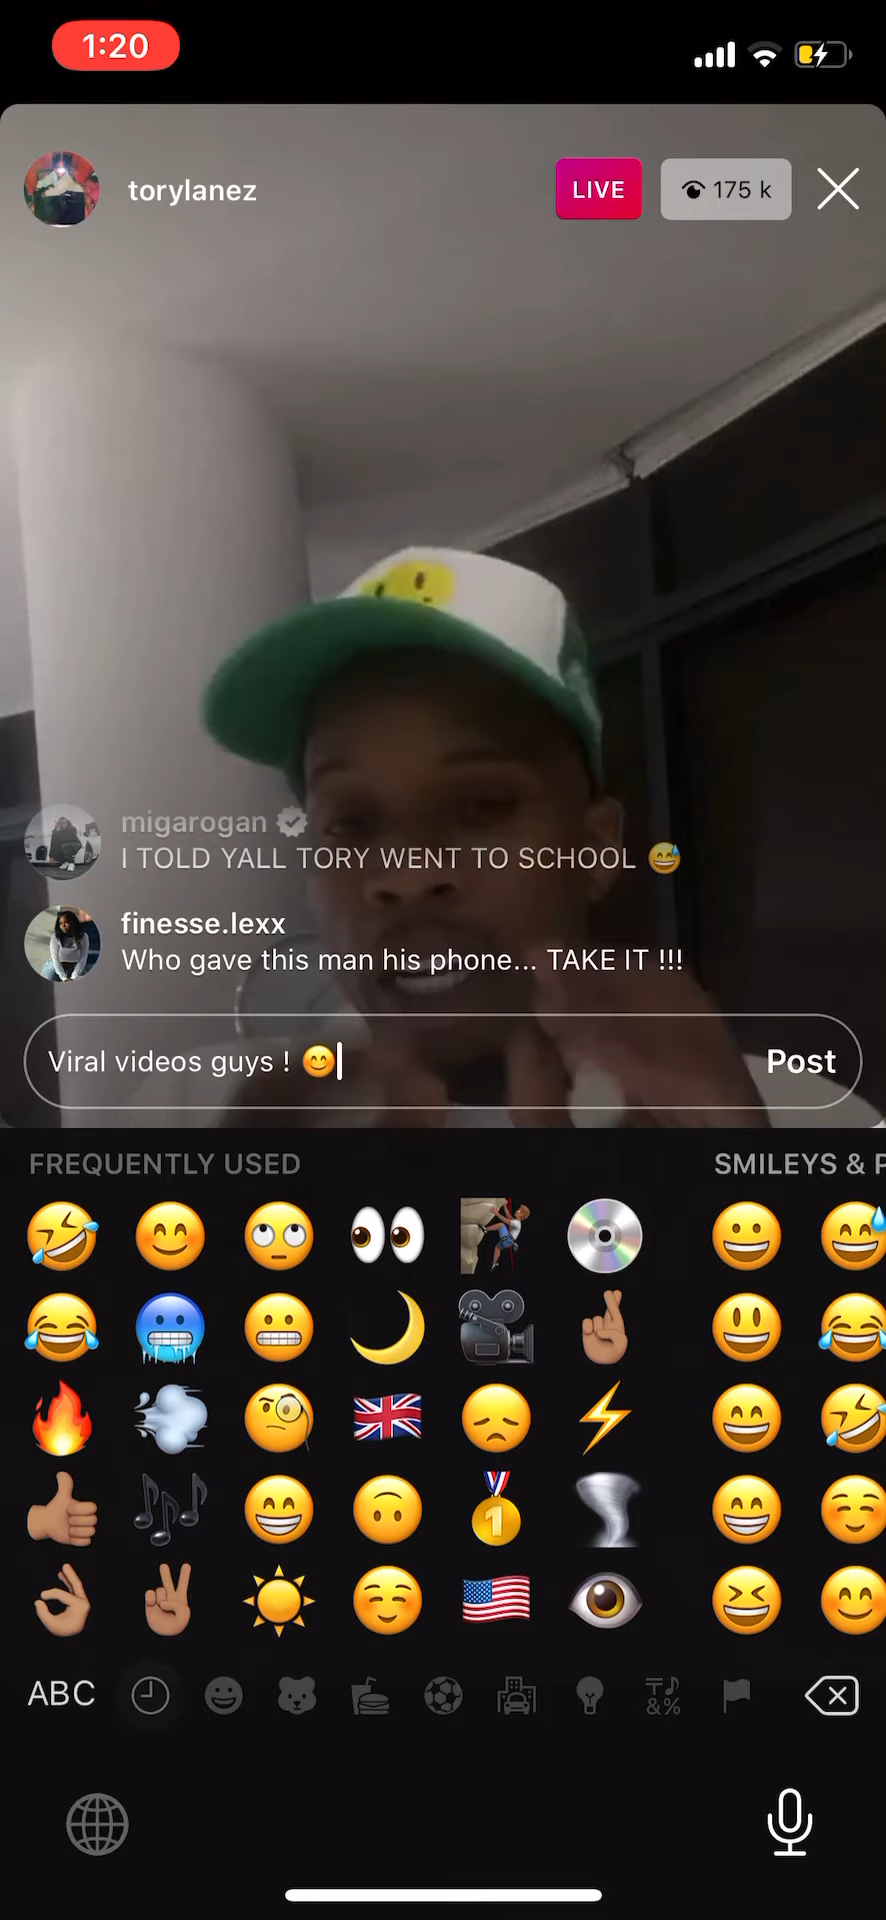 1:20
torylanez
LIVE
175 k
migarogan
I TOLD YALL TORY WENT TO SCHOOL 😅
finesse.lexx
Who gave this man his phone... TAKE IT !!!
Viral videos guys ! 😊
Post
FREQUENTLY USED
SMILEYS & P
ABC
&%